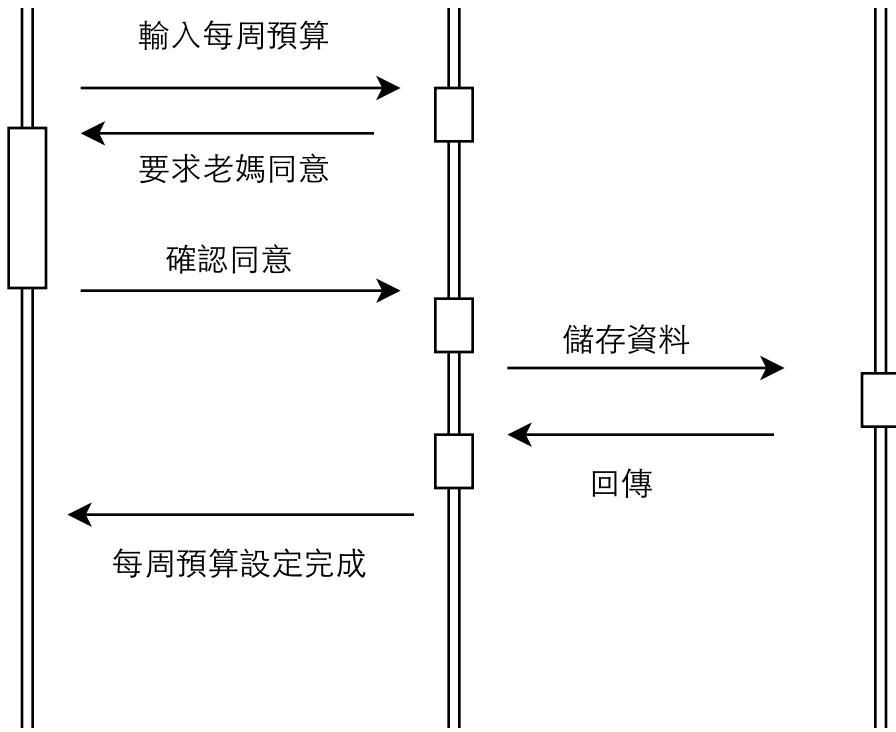 輸入每周預算
要求老媽同意
確認同意
儲存資料
回傳
每周預算設定完成